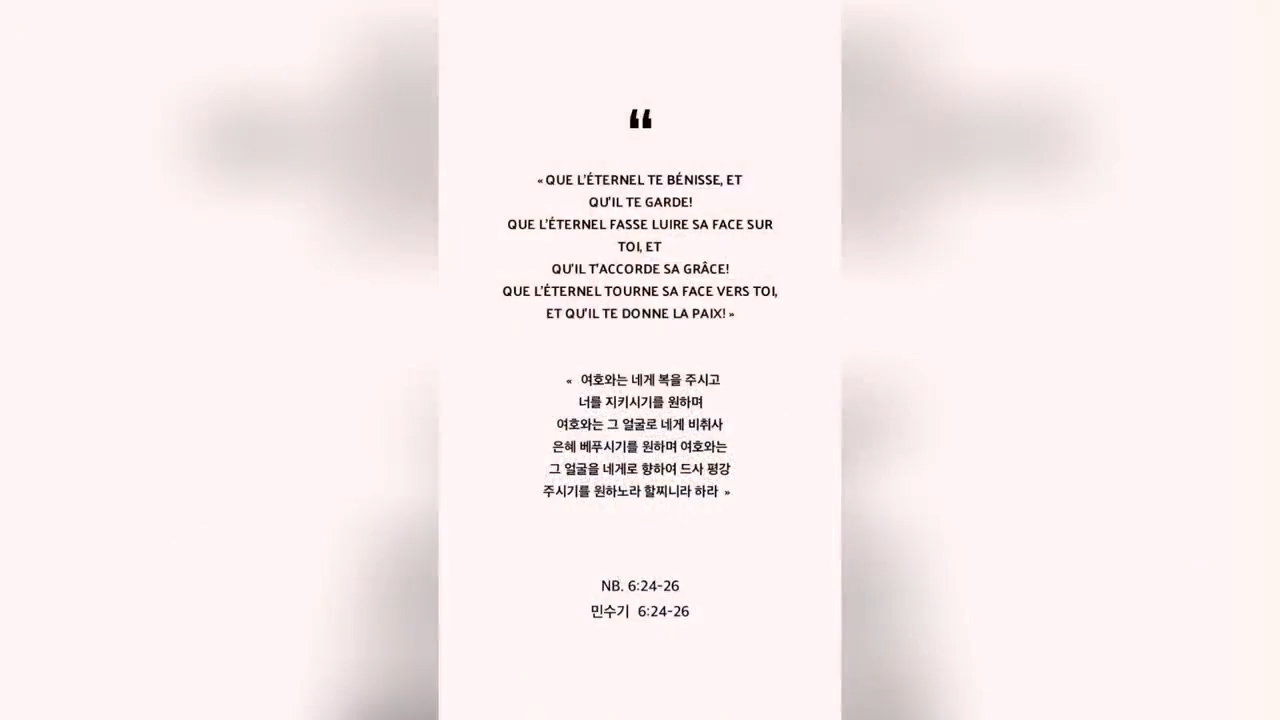 “
« QUE L'ÉTERNEL TE BÉNISSE, ET
QU'IL TE GARDE!
QUE L'ÉTERNEL FASSE LUIRE SA FACE SUR
TOI, ET
QU'IL T'ACCORDE SA GRÂCE!
QUE L'ÉTERNEL TOURNE SA FACE VERS TOI,
ET QU'IL TE DONNE LA PAIX! »
« 여호와는 네게 복을 주시고
너를 지키시기를 원하며
여호와는 그 얼굴로 네게 비취사
은혜 베푸시기를 원하며 여호와는
그 얼굴을 네게로 향하여 드사 평강
주시기를 원하노라 할찌니라 하라 »
NB. 6:24-26
민수기 6:24-26